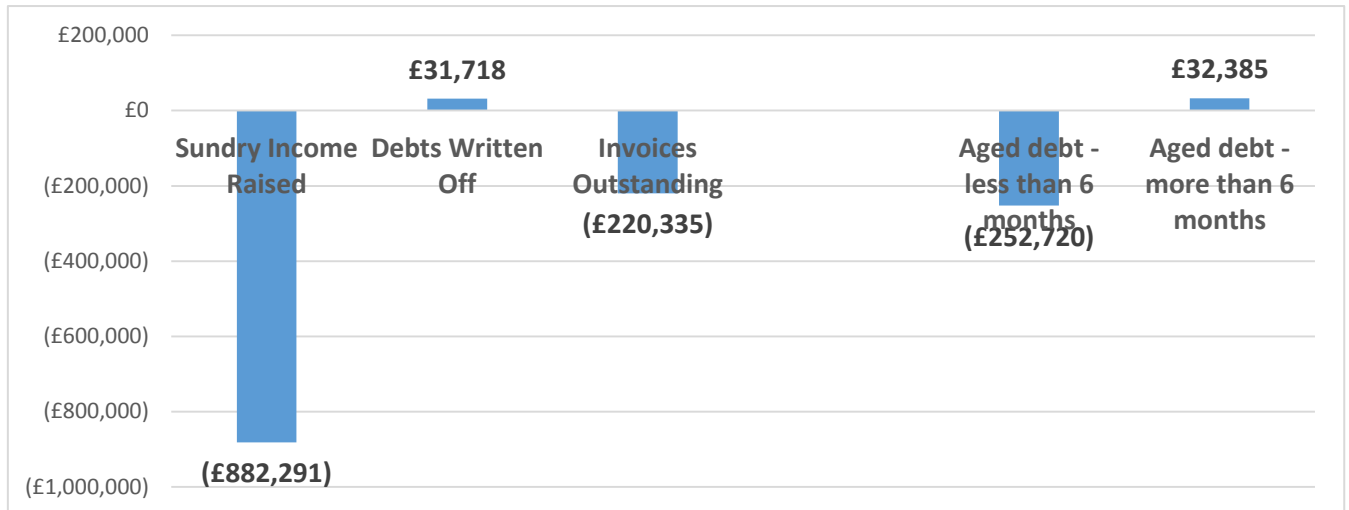 £200,000
£0
(£200,000)
(£400,000)
(£600,000)
(£800,000)
(£1,000,000)
£31,718
£32,385
Sundry Income
Raised
Debts Written
Off
Invoices
Outstanding
Aged debt -
less than 6
months
Aged debt -
more than 6
months
(£220,335)
(£252,720)
(£882,291)